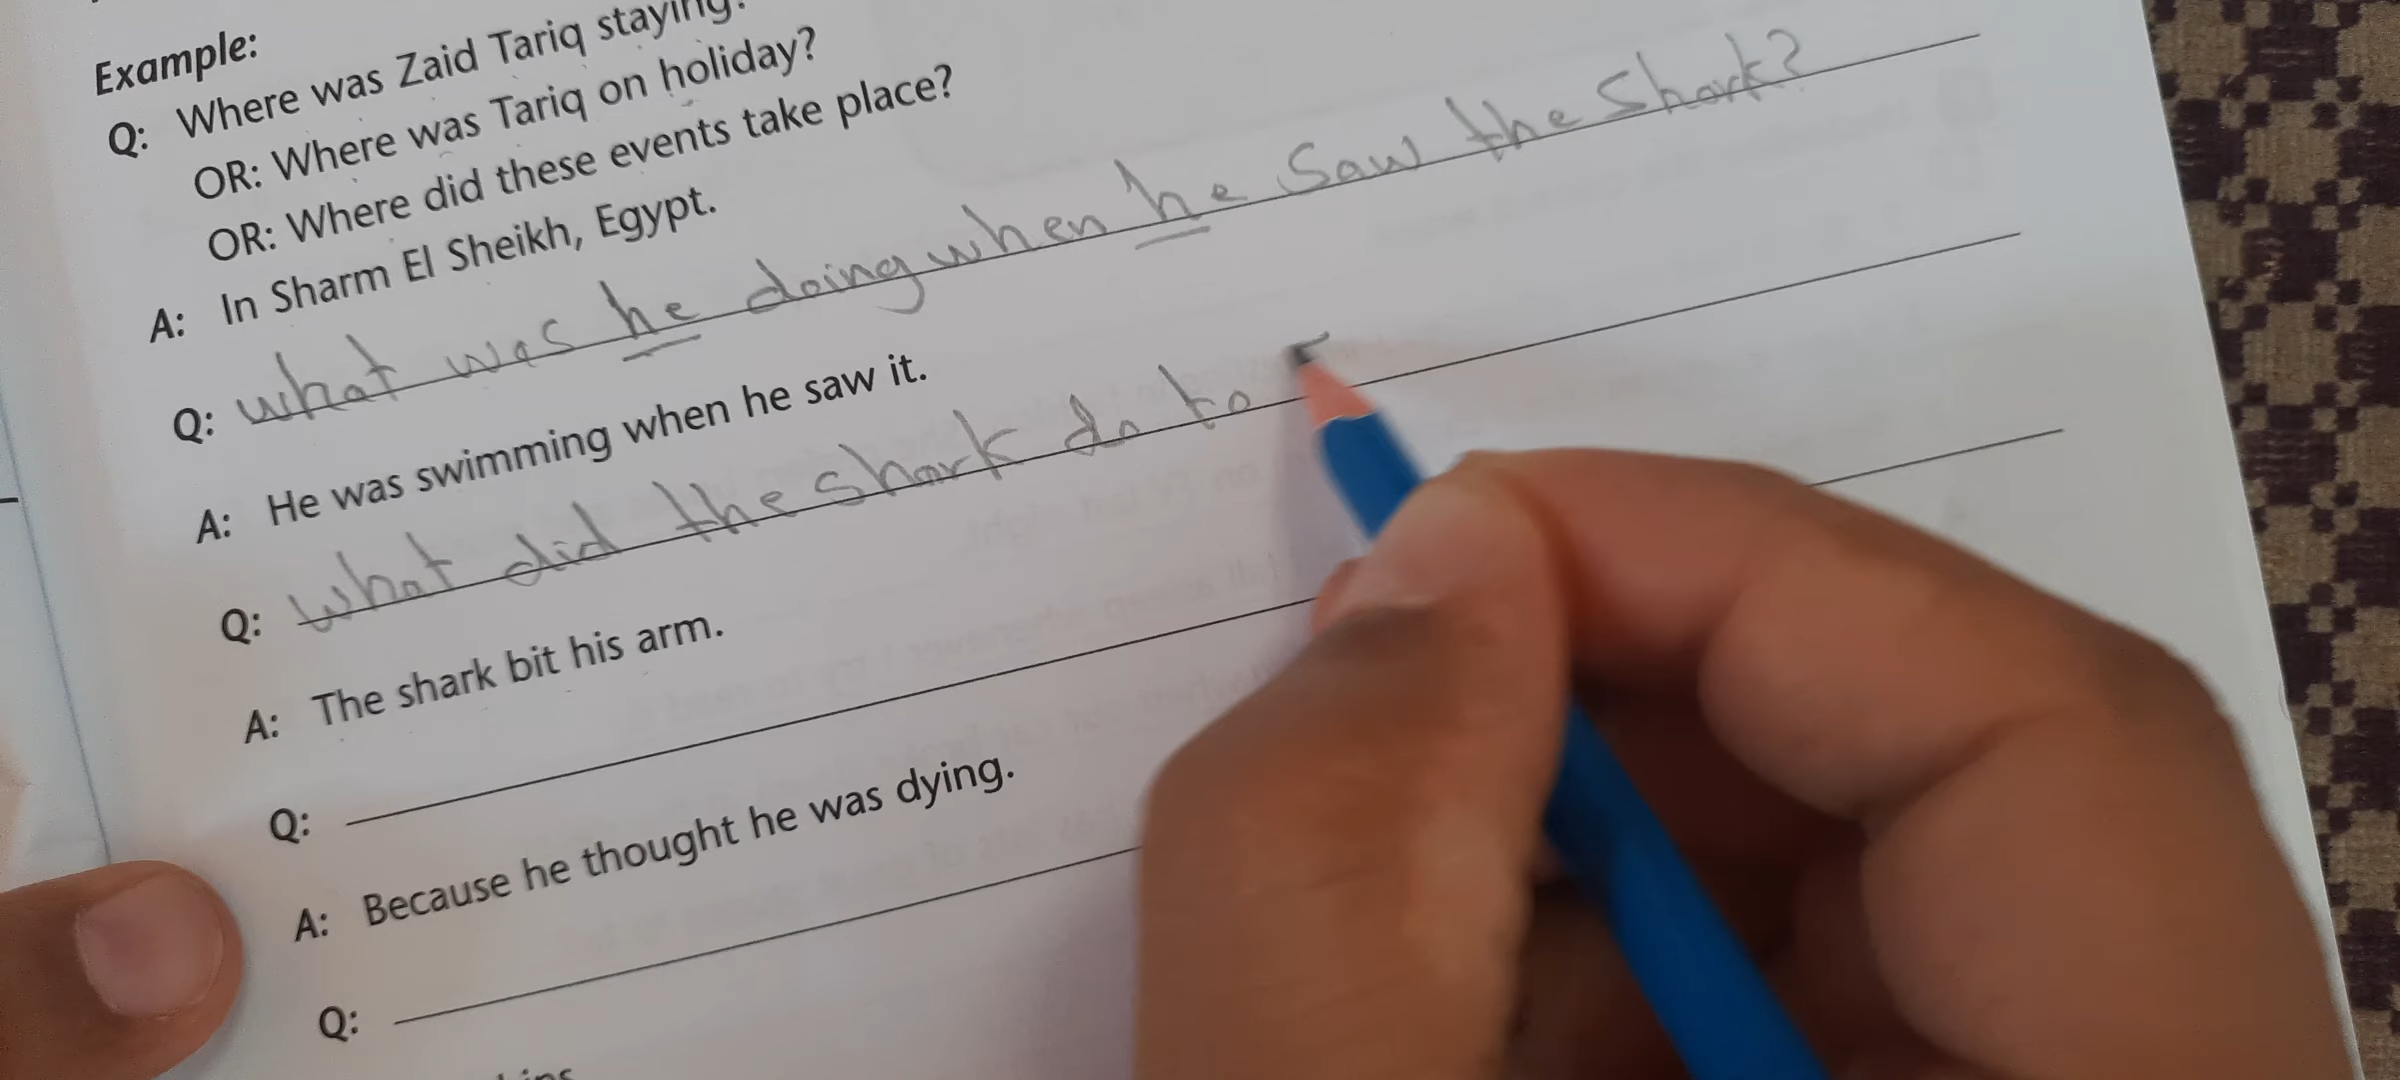 Example:
Q: Where was Zaid Tariq staying?
OR: Where was Tariq on holiday?
OR: Where did these events take place?
A: In Sharm El Sheikh, Egypt.
Q: What was he doing when he saw the Shark?
A: He was swimming when he saw it.
Q: What did the shark do to
A: The shark bit his arm.
Q:
A: Because he thought he was dying.
Q: